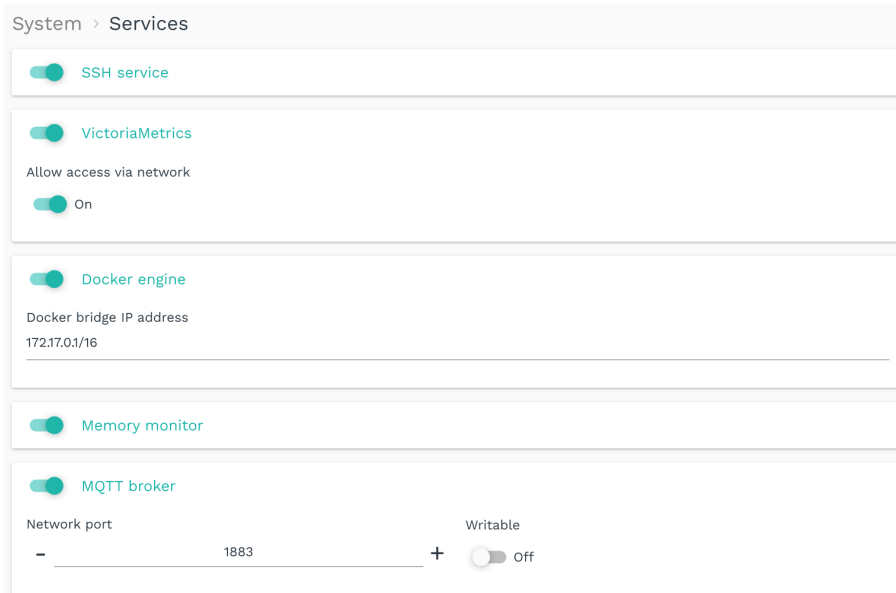 System > Services
SSH service
VictoriaMetrics
Allow access via network
On
Docker engine
Docker bridge IP address
172.17.0.1/16
Memory monitor
MQTT broker
Network port
Writable
- 1883 +
Off